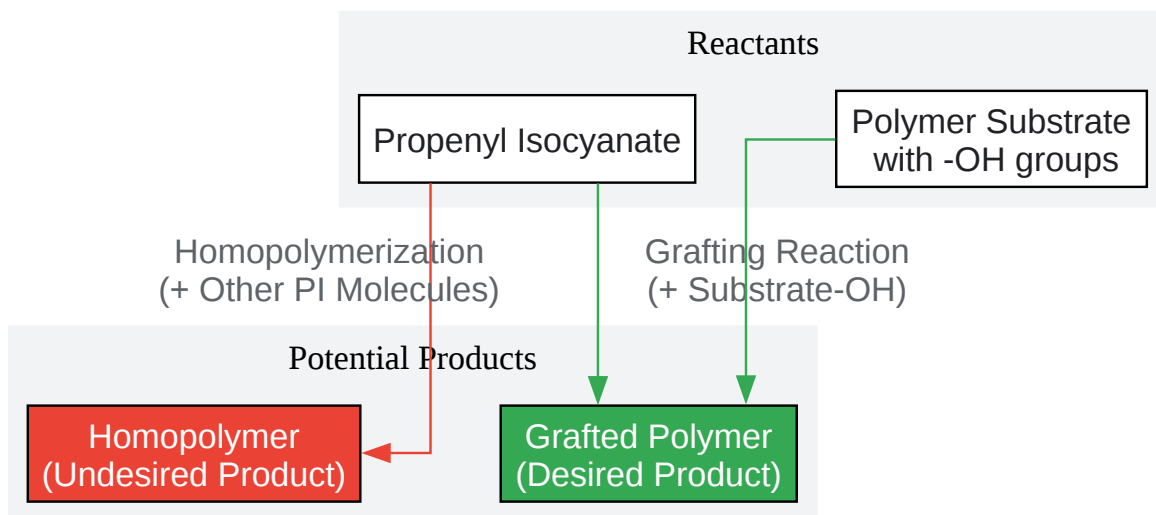 Reactants
Propenyl Isocyanate
Polymer Substrate
with -OH groups
Homopolymerization
(+ Other PI Molecules)
Grafting Reaction
(+ Substrate-OH)
Potential Products
Homopolymer
(Undesired Product)
Grafted Polymer
(Desired Product)